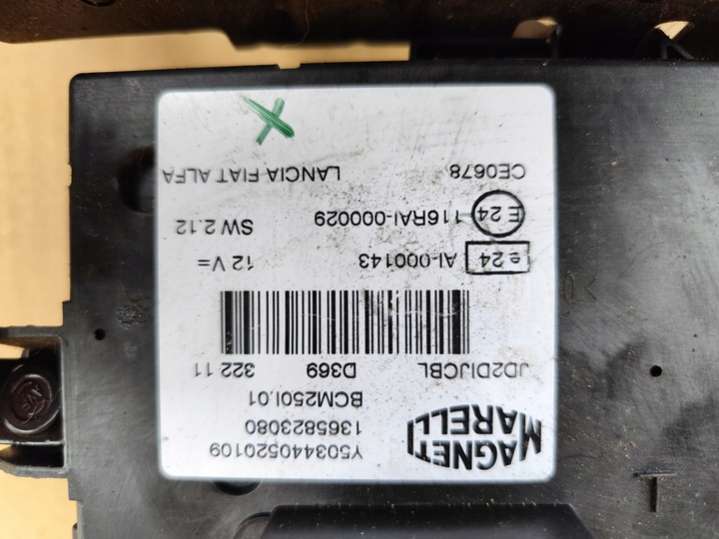 MAGNETI
MARELLI
Y503440520109
1365823080
BCM250I.01
JD2DIJCBL D369 322 11
e 24 AI-000143 12 V=
E 24 116RAI-000029 SW 2.12
CE0678 LANCIA FIAT ALFA
T